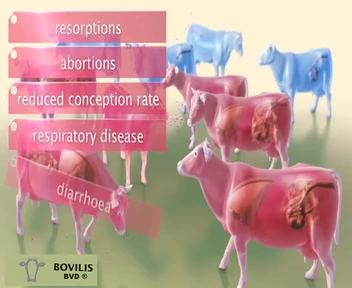 resorptions
abortions
reduced conception rate
respiratory disease
diarrhoea
BOVILIS
BVD ®